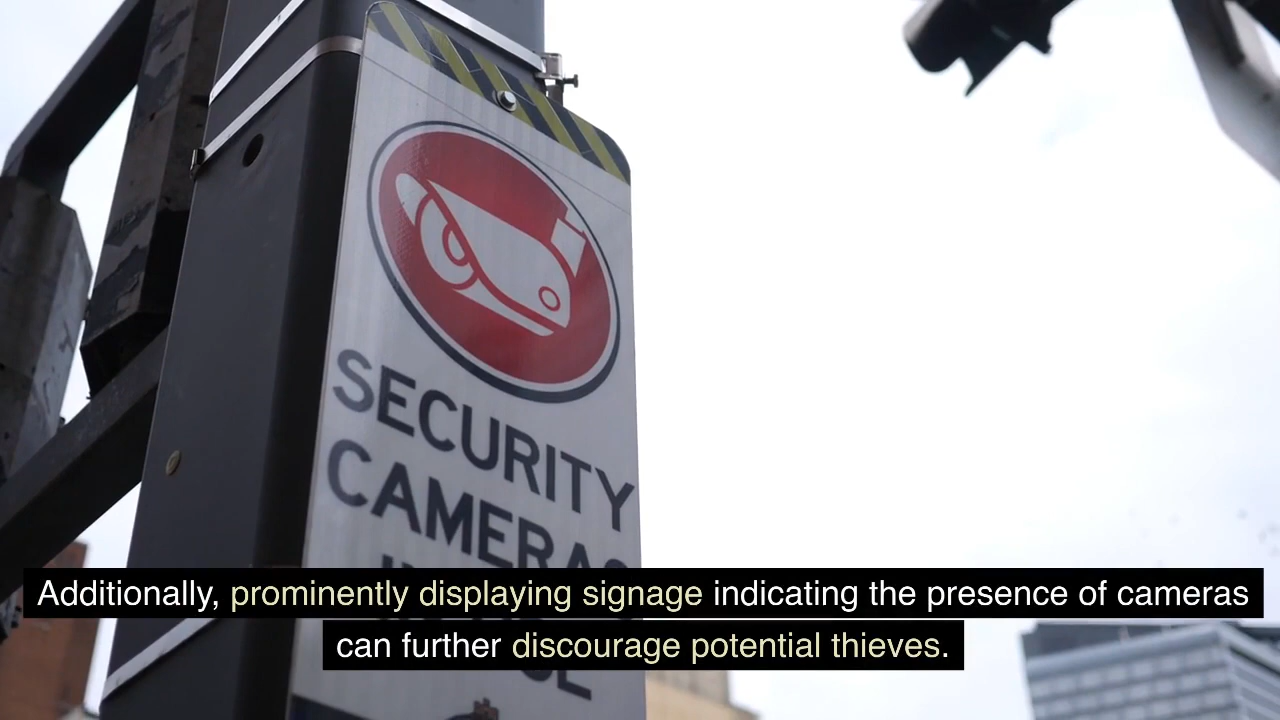 SECURITY
CAMERAS
Additionally, prominently displaying signage indicating the presence of cameras
can further discourage potential thieves.